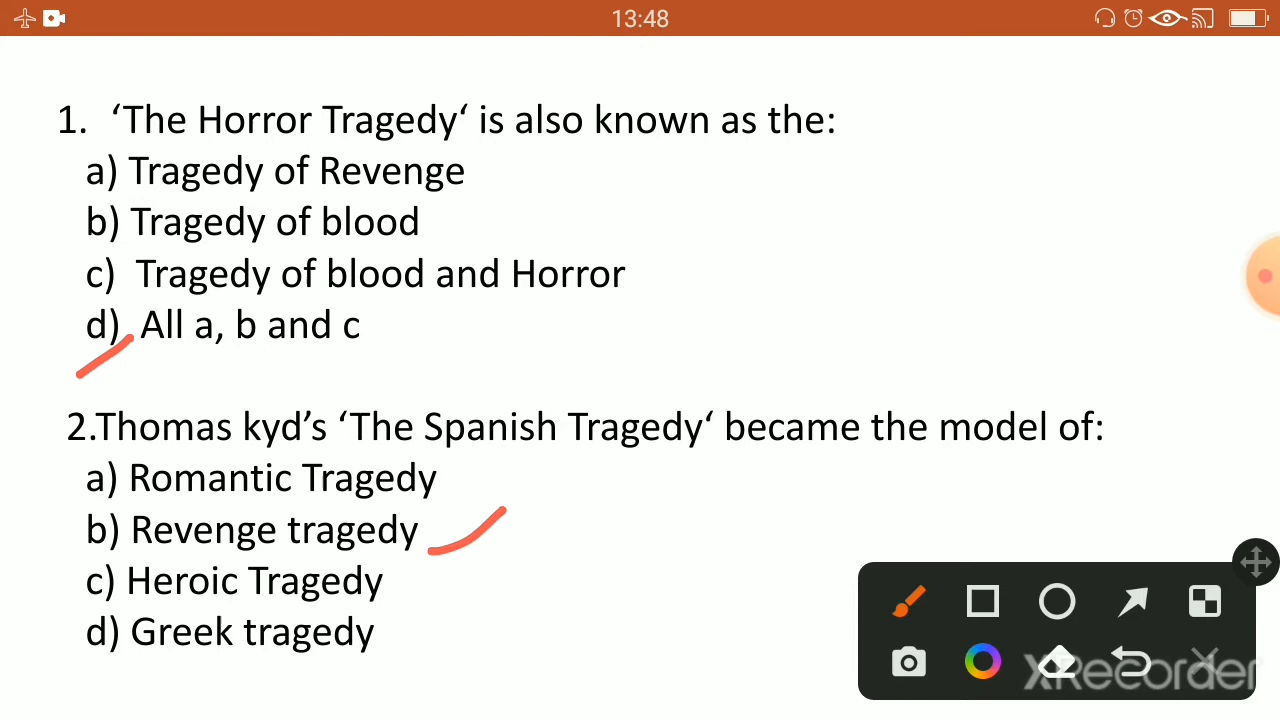 13:48
1. ‘The Horror Tragedy‘ is also known as the:
a) Tragedy of Revenge
b) Tragedy of blood
c) Tragedy of blood and Horror
d) All a, b and c
2.Thomas kyd’s ‘The Spanish Tragedy‘ became the model of:
a) Romantic Tragedy
b) Revenge tragedy
c) Heroic Tragedy
d) Greek tragedy
XRecorder